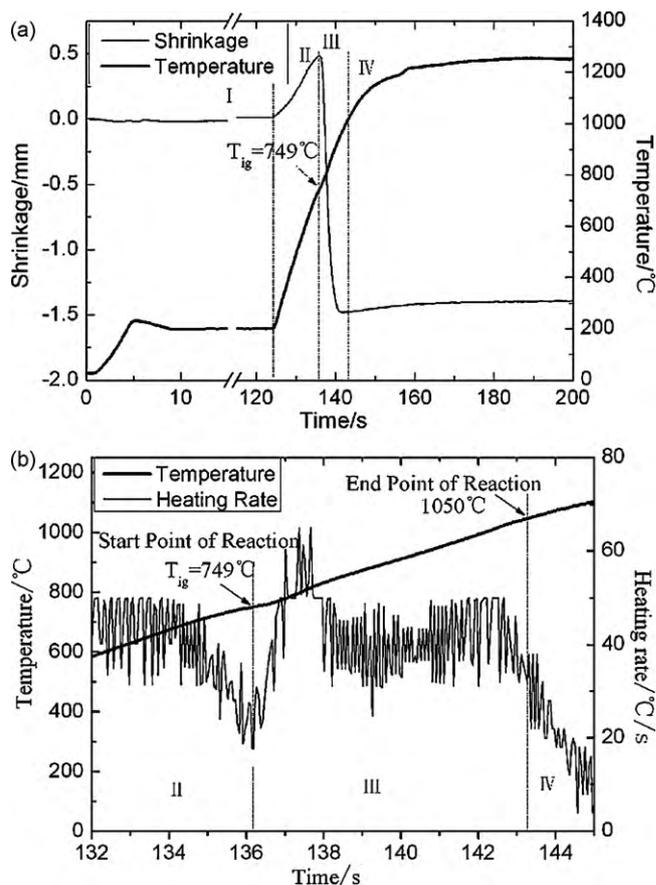 (a)
Shrinkage
Temperature
I
II
III
IV
T_ig=749℃
Shrinkage/mm
0.5
0.0
-0.5
-1.0
-1.5
-2.0
Temperature/℃
1400
1200
1000
800
600
400
200
0
0 5 10 120 140 160 180 200
Time/s
(b)
Temperature
Heating Rate
Start Point of Reaction
T_ig=749℃
End Point of Reaction
1050℃
II
III
IV
Temperature/℃
1200
1000
800
600
400
200
0
Heating rate/℃/s
80
60
40
20
0
132 134 136 138 140 142 144
Time/s